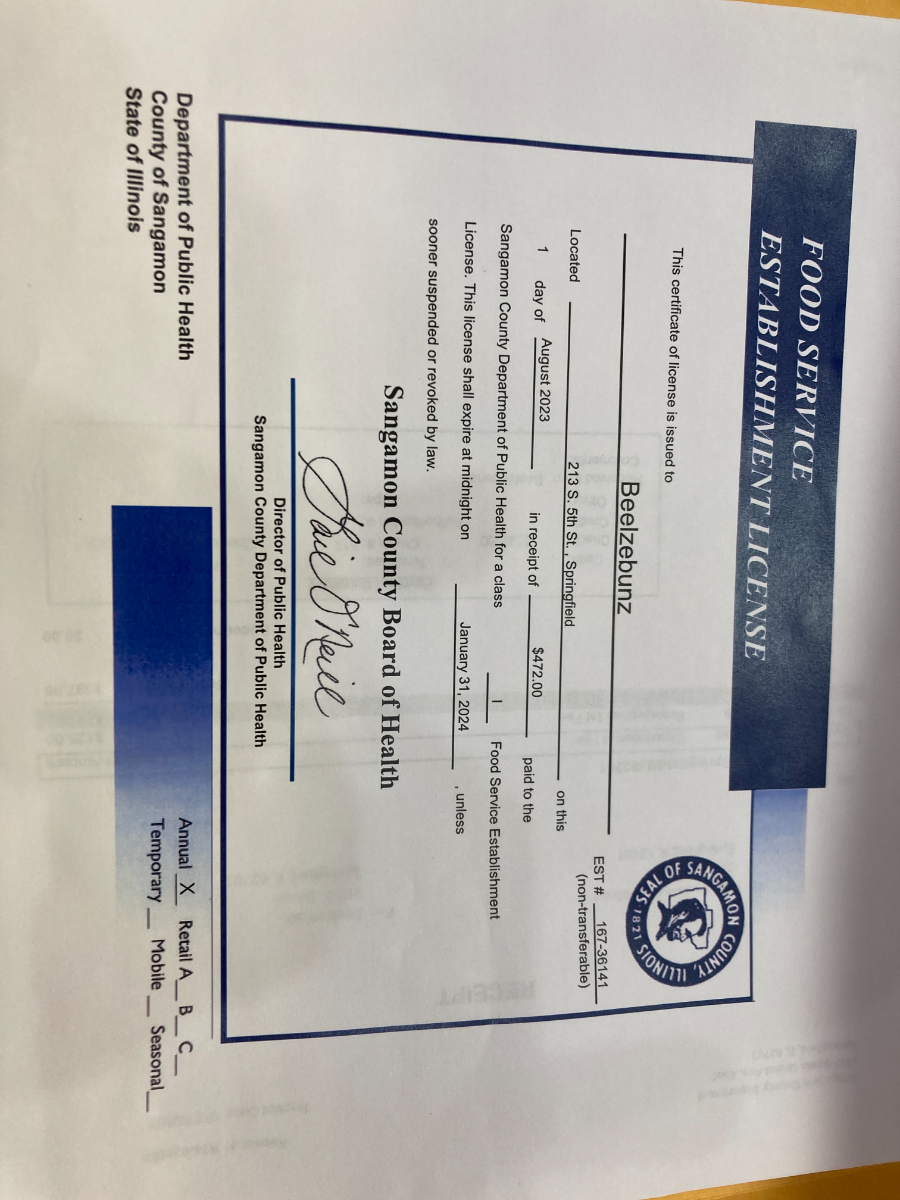 FOOD SERVICE
ESTABLISHMENT LICENSE
SEAL OF SANGAMON COUNTY, ILLINOIS
1821
This certificate of license is issued to
EST # 167-36141
(non-transferable)
Beelzebunz
Located 213 S. 5th St., Springfield on this
1 day of August 2023 in receipt of $472.00 paid to the
Sangamon County Department of Public Health for a class I Food Service Establishment
License. This license shall expire at midnight on January 31, 2024, unless
sooner suspended or revoked by law.
Sangamon County Board of Health
Gail O'Neill
Director of Public Health
Sangamon County Department of Public Health
Department of Public Health
County of Sangamon
State of Illinois
Annual X Retail A__ B__ C__
Temporary __ Mobile __ Seasonal__
RECEIPT